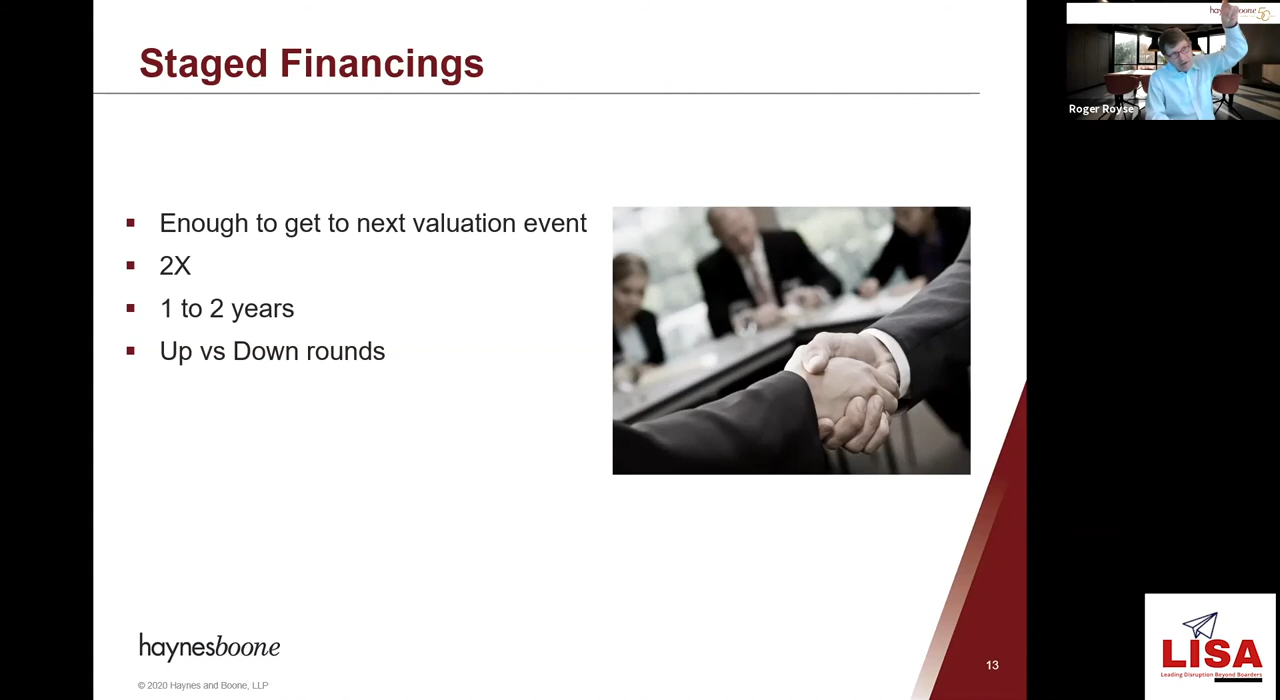 Staged Financings
Enough to get to next valuation event
2X
1 to 2 years
Up vs Down rounds
haynesboone
© 2020 Haynes and Boone, LLP
13
Roger Royse
LISA
Leading Disruption Beyond Boarders